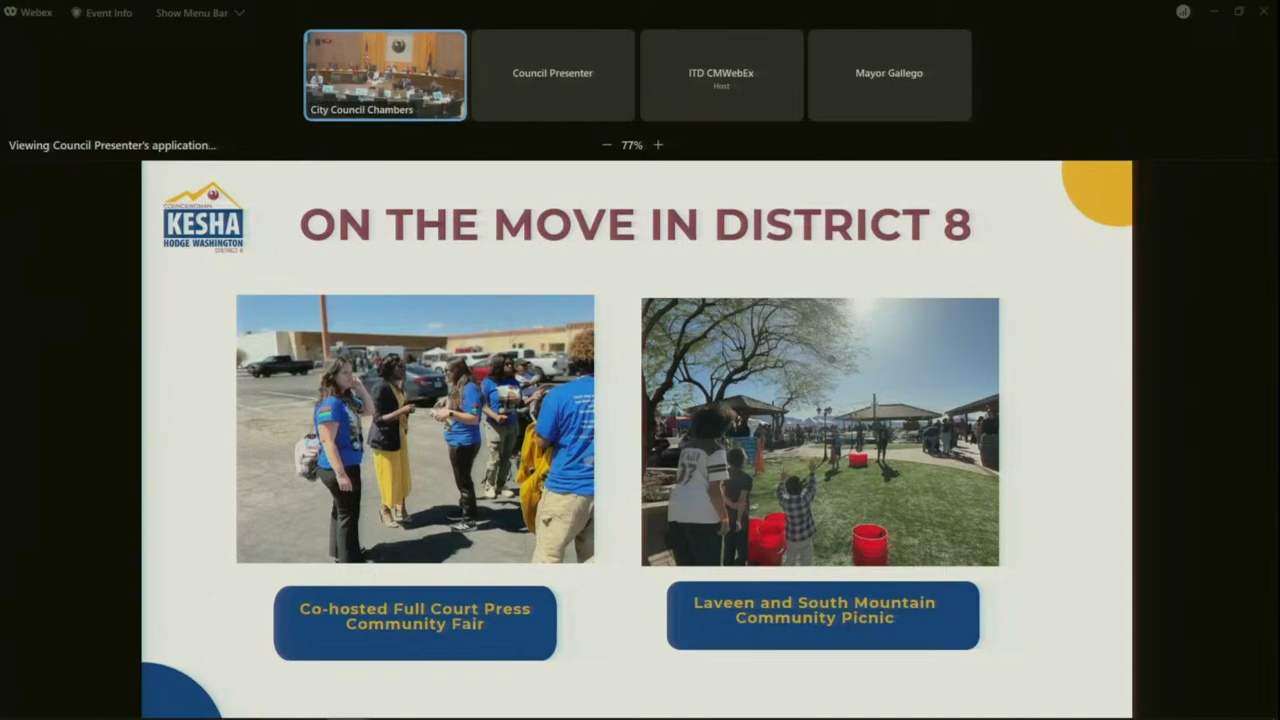 Webex
Event Info
Show Menu Bar
City Council Chambers
Council Presenter
ITD CMWebEx
Host
Mayor Gallego
Viewing Council Presenter's application...
77%
COUNCILWOMAN
KESHA
HODGE WASHINGTON
DISTRICT 8
ON THE MOVE IN DISTRICT 8
Co-hosted Full Court Press
Community Fair
Laveen and South Mountain
Community Picnic